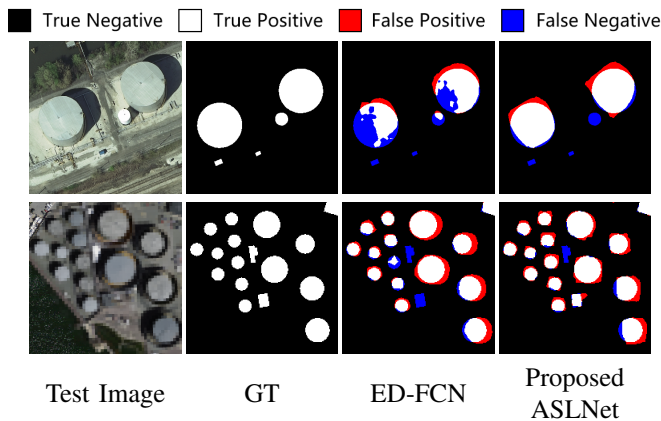 True Negative True Positive False Positive False Negative
Test Image GT ED-FCN Proposed
ASLNet